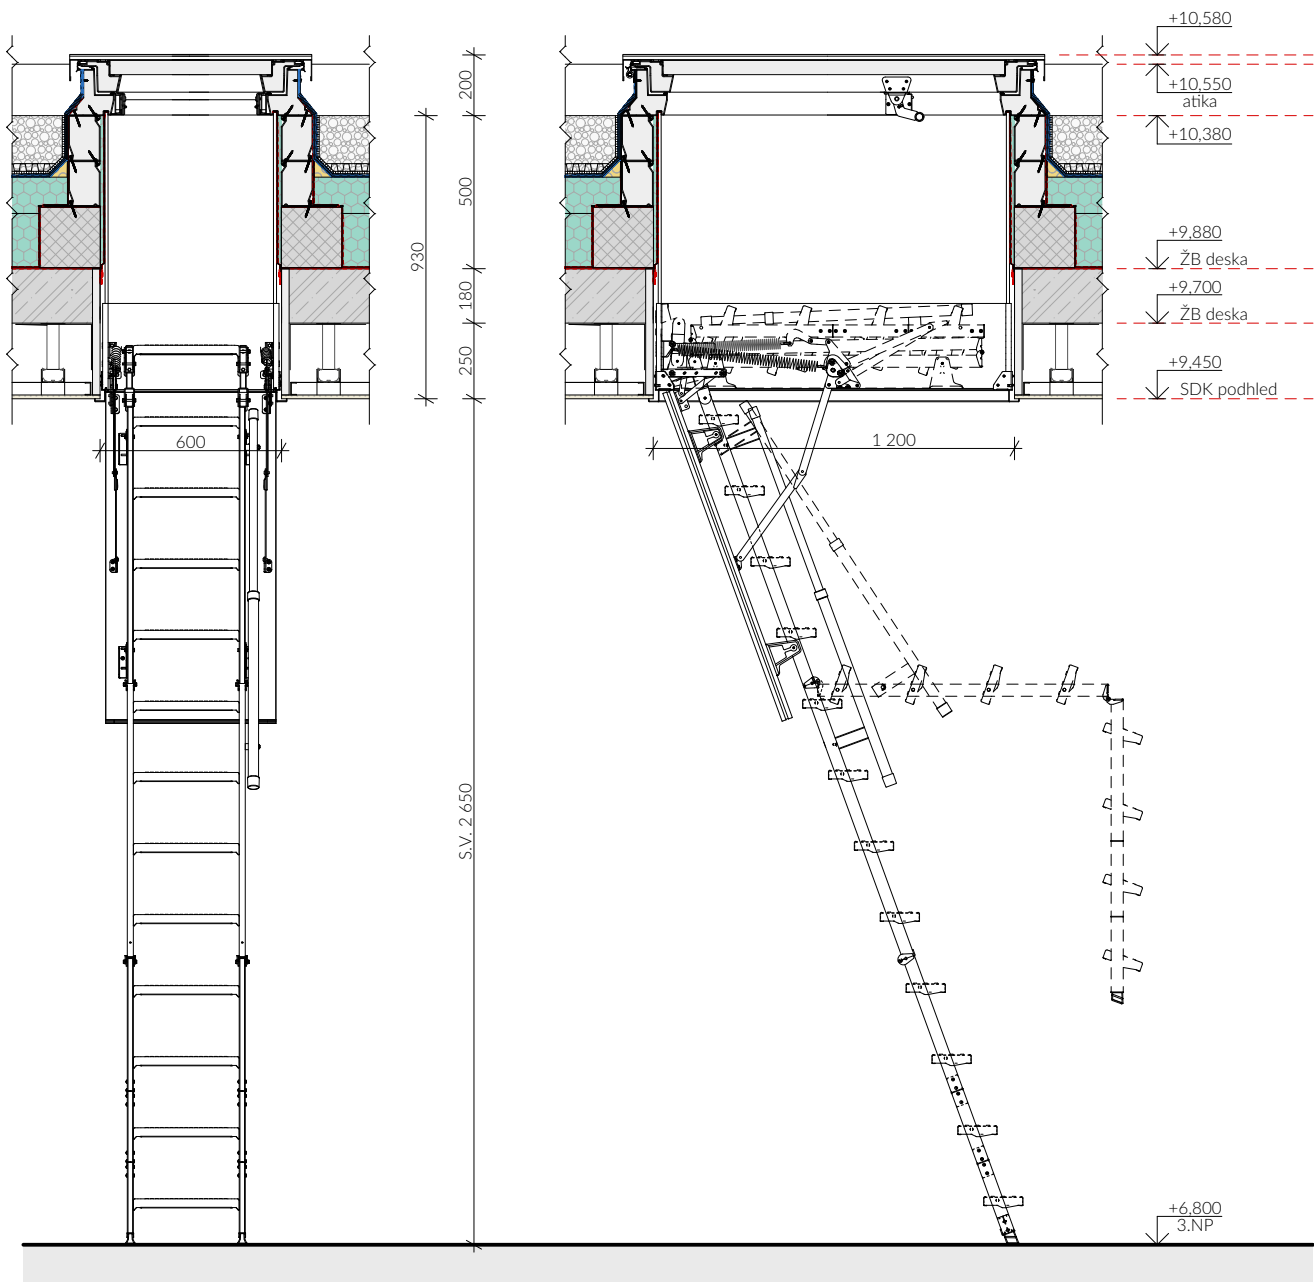 +10,580
+10,550
atika
+10,380
200
500
930
180
250
+9,880
ŽB deska
+9,700
ŽB deska
+9,450
SDK podhled
600
1 200
S.V. 2 650
+6,800
3.NP